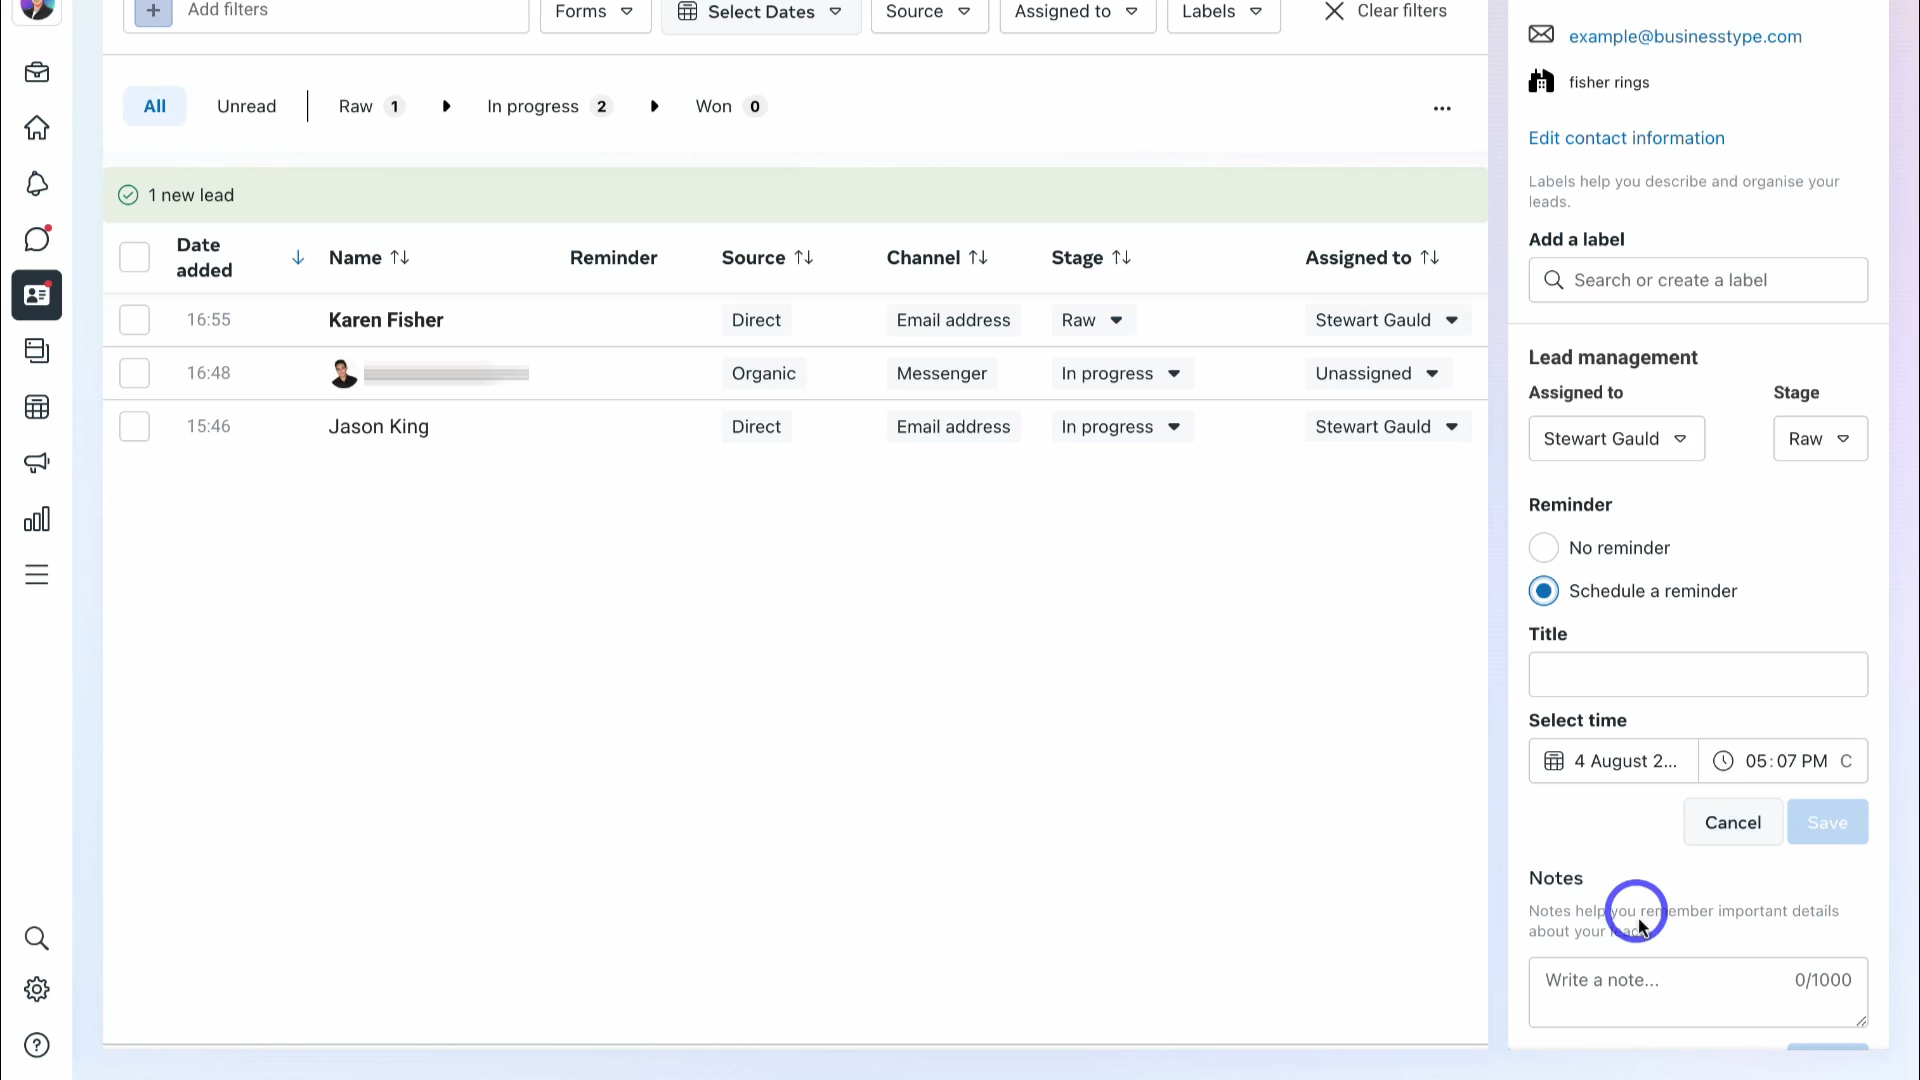 Add filters
Forms
Select Dates
Source
Assigned to
Labels
Clear filters
All
Unread
Raw 1
In progress 2
Won 0
...
1 new lead
Date added
Name
Reminder
Source
Channel
Stage
Assigned to
16:55 Karen Fisher Direct Email address Raw Stewart Gauld
16:48 Organic Messenger In progress Unassigned
15:46 Jason King Direct Email address In progress Stewart Gauld
example@businesstype.com
fisher rings
Edit contact information
Labels help you describe and organise your
leads.
Add a label
Search or create a label
Lead management
Assigned to Stage
Stewart Gauld Raw
Reminder
No reminder
Schedule a reminder
Title
Select time
4 August 2... 05:07 PM C
Cancel Save
Notes
Notes help you remember important details
about your
Write a note... 0/1000